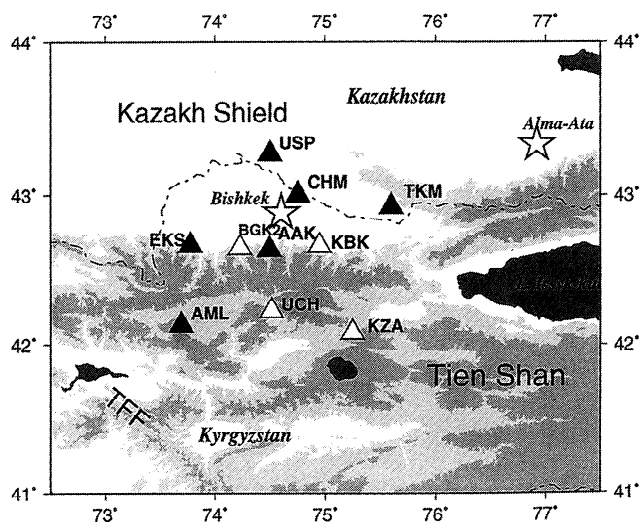 73° 74° 75° 76° 77°
44° 44°
Kazakh Shield
Kazakhstan
Alma-Ata
USP
CHM
TKM
43° 43°
Bishkek
EKS
BGK2
AAK
KBK
AML
UCH
KZA
42° 42°
Tien Shan
TFF
Kyrgyzstan
41° 41°
73° 74° 75° 76° 77°